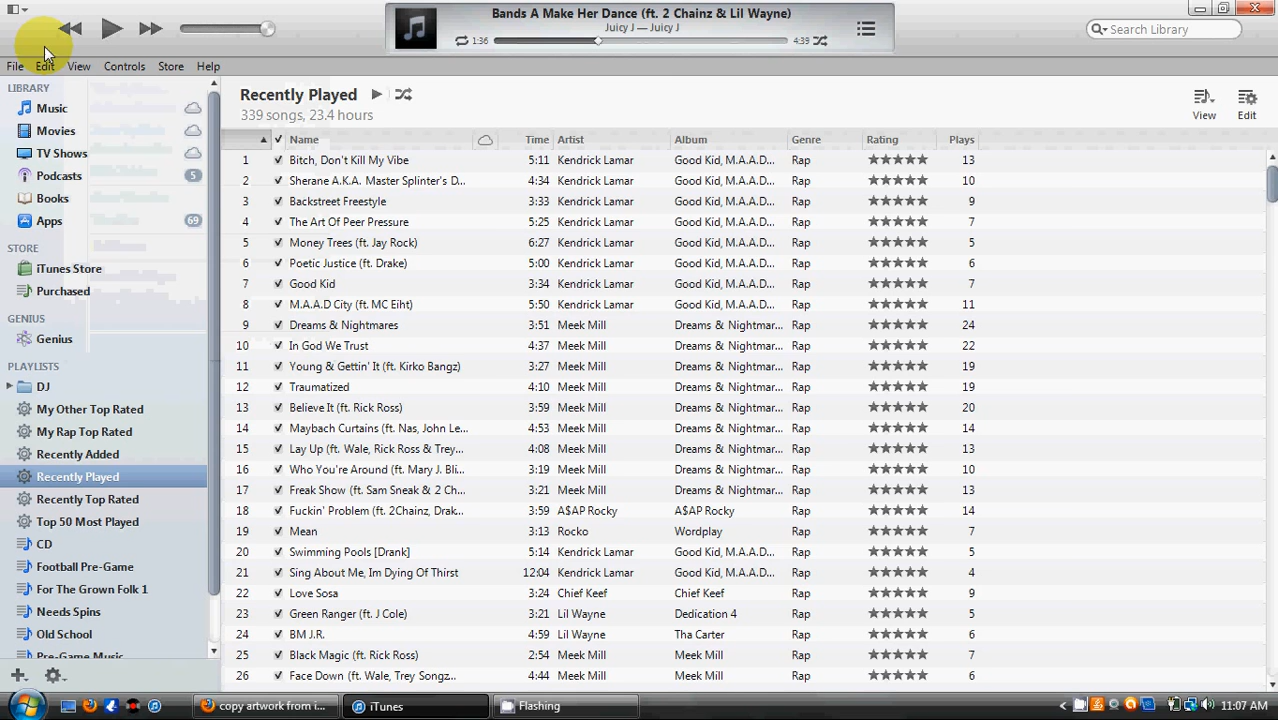 Bands A Make Her Dance (ft. 2 Chainz & Lil Wayne)
Juicy J — Juicy J
1:36 4:39
Search Library
File Edit View Controls Store Help
LIBRARY
Music
Movies
TV Shows
Podcasts 5
Books
Apps 69
STORE
iTunes Store
Purchased
GENIUS
Genius
PLAYLISTS
DJ
My Other Top Rated
My Rap Top Rated
Recently Added
Recently Played
Recently Top Rated
Top 50 Most Played
CD
Football Pre-Game
For The Grown Folk 1
Needs Spins
Old School
Pre-Game Music
Recently Played
339 songs, 23.4 hours
View Edit
Name Time Artist Album Genre Rating Plays
1 Bitch, Don't Kill My Vibe 5:11 Kendrick Lamar Good Kid, M.A.A.D... Rap ★★★★★ 13
2 Sherane A.K.A. Master Splinter's D... 4:34 Kendrick Lamar Good Kid, M.A.A.D... Rap ★★★★★ 10
3 Backstreet Freestyle 3:33 Kendrick Lamar Good Kid, M.A.A.D... Rap ★★★★★ 9
4 The Art Of Peer Pressure 5:25 Kendrick Lamar Good Kid, M.A.A.D... Rap ★★★★★ 7
5 Money Trees (ft. Jay Rock) 6:27 Kendrick Lamar Good Kid, M.A.A.D... Rap ★★★★★ 5
6 Poetic Justice (ft. Drake) 5:00 Kendrick Lamar Good Kid, M.A.A.D... Rap ★★★★★ 6
7 Good Kid 3:34 Kendrick Lamar Good Kid, M.A.A.D... Rap ★★★★★ 7
8 M.A.A.D City (ft. MC Eiht) 5:50 Kendrick Lamar Good Kid, M.A.A.D... Rap ★★★★★ 11
9 Dreams & Nightmares 3:51 Meek Mill Dreams & Nightmar... Rap ★★★★★ 24
10 In God We Trust 4:37 Meek Mill Dreams & Nightmar... Rap ★★★★★ 22
11 Young & Gettin' It (ft. Kirko Bangz) 3:27 Meek Mill Dreams & Nightmar... Rap ★★★★★ 19
12 Traumatized 4:10 Meek Mill Dreams & Nightmar... Rap ★★★★★ 19
13 Believe It (ft. Rick Ross) 3:59 Meek Mill Dreams & Nightmar... Rap ★★★★★ 20
14 Maybach Curtains (ft. Nas, John Le... 4:53 Meek Mill Dreams & Nightmar... Rap ★★★★★ 14
15 Lay Up (ft. Wale, Rick Ross & Trey... 4:08 Meek Mill Dreams & Nightmar... Rap ★★★★★ 14
16 Who You're Around (ft. Mary J. Bli... 3:19 Meek Mill Dreams & Nightmar... Rap ★★★★★ 10
17 Freak Show (ft. Sam Sneak & 2 Ch... 3:21 Meek Mill Dreams & Nightmar... Rap ★★★★★ 13
18 Fuckin' Problem (ft. 2Chainz, Drak... 3:59 A$AP Rocky A$AP Rocky Rap ★★★★★ 14
19 Mean 3:13 Rocko Wordplay Rap ★★★★★ 7
20 Swimming Pools [Drank] 5:14 Kendrick Lamar Good Kid, M.A.A.D... Rap ★★★★★ 5
21 Sing About Me, Im Dying Of Thirst 12:04 Kendrick Lamar Good Kid, M.A.A.D... Rap ★★★★★ 4
22 Love Sosa 3:24 Chief Keef Chief Keef Rap ★★★★★ 9
23 Green Ranger (ft. J Cole) 3:21 Lil Wayne Dedication 4 Rap ★★★★★ 5
24 BM J.R. 4:59 Lil Wayne Tha Carter Rap ★★★★★ 6
25 Black Magic (ft. Rick Ross) 2:54 Meek Mill Meek Mill Rap ★★★★★ 7
26 Face Down (ft. Wale, Trey Songz... 4:44 Meek Mill Meek Mill Rap ★★★★★ 6
copy artwork from i... iTunes Flashing 11:07 AM